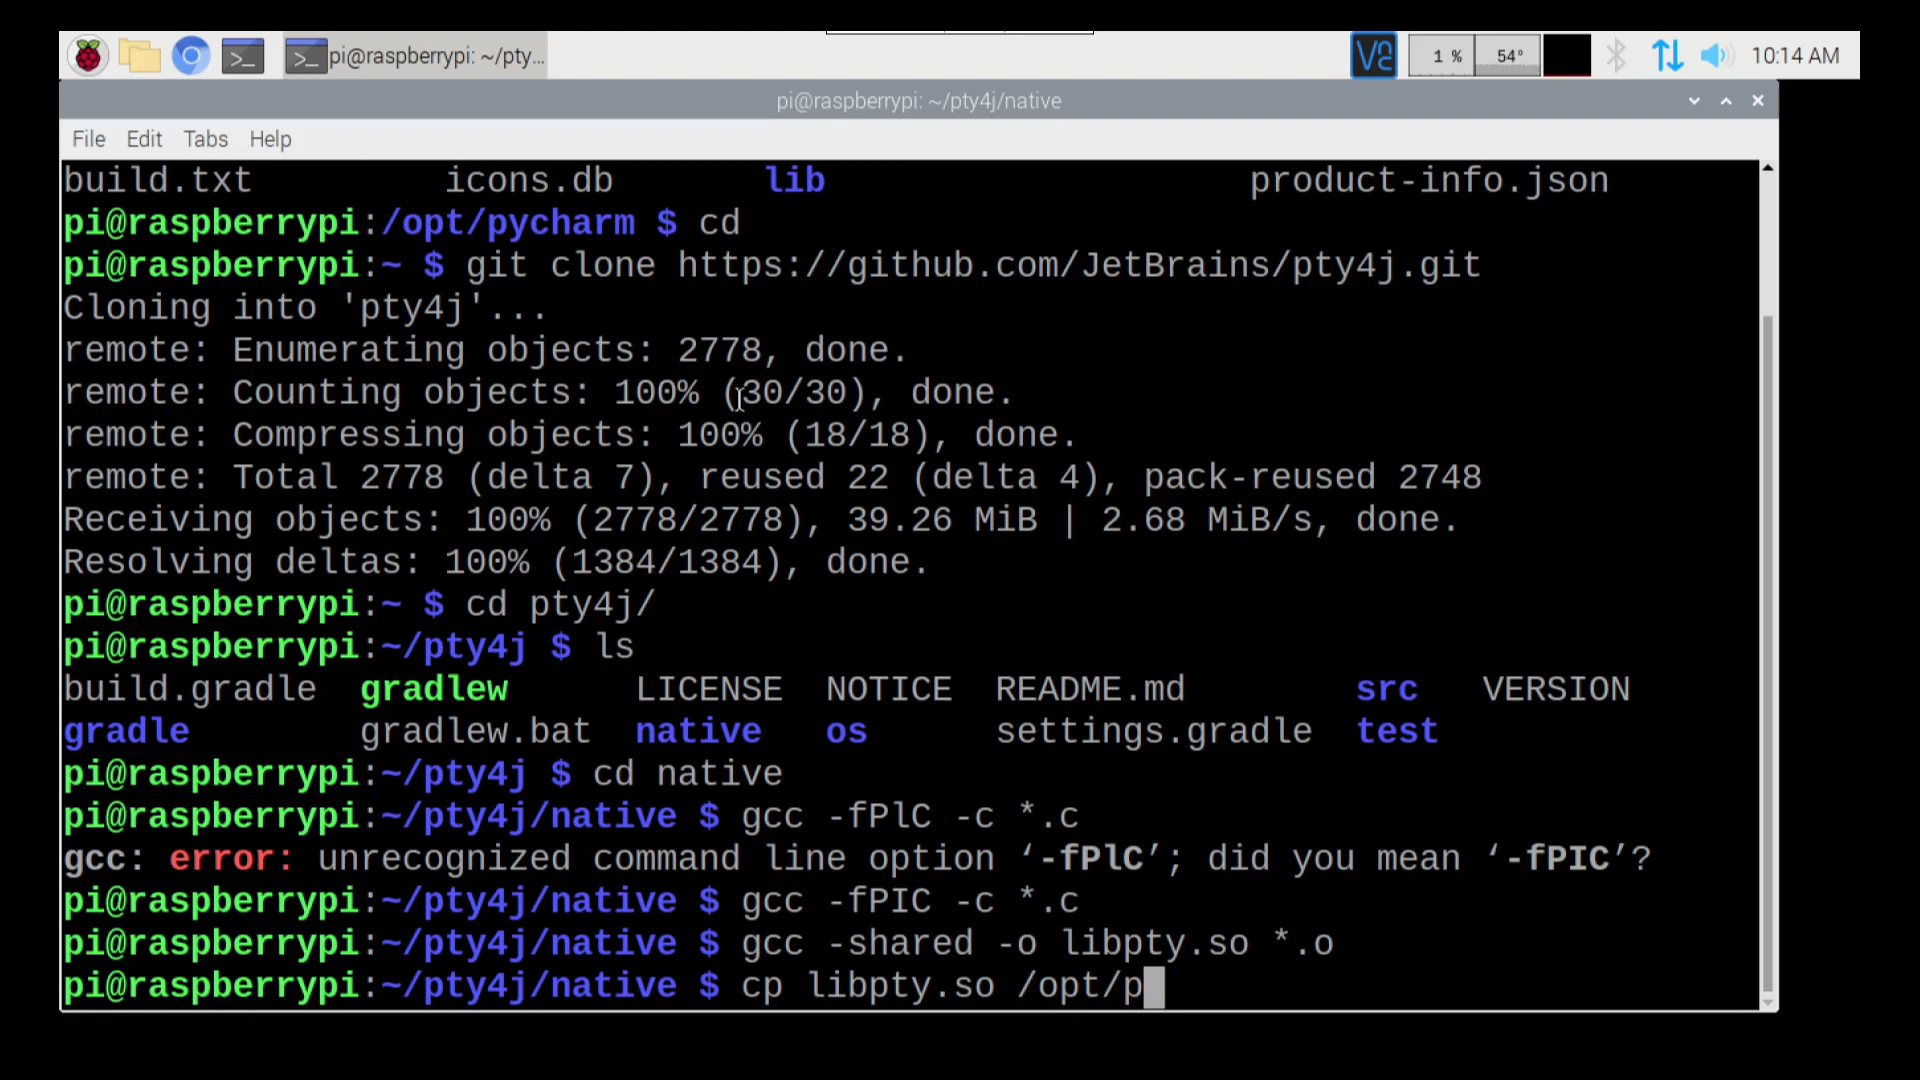 pi@raspberrypi: ~/pty...
V2
1 %
54°
10:14 AM
pi@raspberrypi: ~/pty4j/native
File Edit Tabs Help
build.txt icons.db lib product-info.json
pi@raspberrypi:/opt/pycharm $ cd
pi@raspberrypi:~ $ git clone https://github.com/JetBrains/pty4j.git
Cloning into 'pty4j'...
remote: Enumerating objects: 2778, done.
remote: Counting objects: 100% (30/30), done.
remote: Compressing objects: 100% (18/18), done.
remote: Total 2778 (delta 7), reused 22 (delta 4), pack-reused 2748
Receiving objects: 100% (2778/2778), 39.26 MiB | 2.68 MiB/s, done.
Resolving deltas: 100% (1384/1384), done.
pi@raspberrypi:~ $ cd pty4j/
pi@raspberrypi:~/pty4j $ ls
build.gradle gradlew LICENSE NOTICE README.md src VERSION
gradle gradlew.bat native os settings.gradle test
pi@raspberrypi:~/pty4j $ cd native
pi@raspberrypi:~/pty4j/native $ gcc -fPlC -c *.c
gcc: error: unrecognized command line option ‘-fPlC’; did you mean ‘-fPIC’?
pi@raspberrypi:~/pty4j/native $ gcc -fPIC -c *.c
pi@raspberrypi:~/pty4j/native $ gcc -shared -o libpty.so *.o
pi@raspberrypi:~/pty4j/native $ cp libpty.so /opt/p